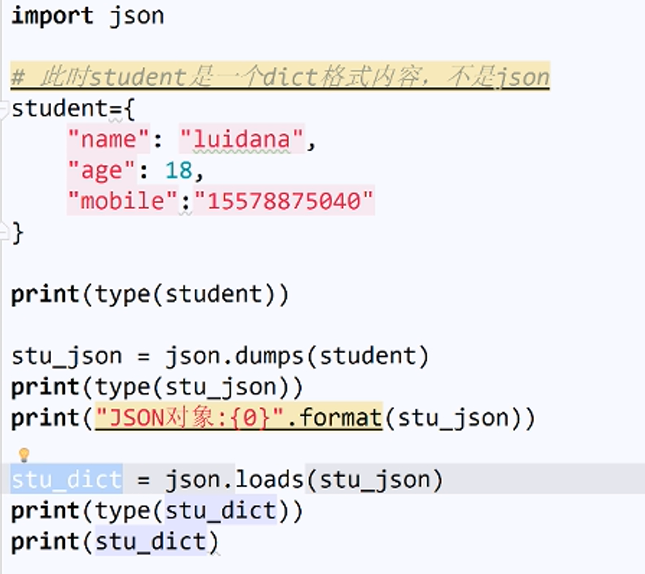 import json
# 此时student是一个dict格式内容，不是json
student={
"name": "luidana",
"age": 18,
"mobile":"15578875040"
}
print(type(student))
stu_json = json.dumps(student)
print(type(stu_json))
print("JSON对象:{0}".format(stu_json))
stu_dict = json.loads(stu_json)
print(type(stu_dict))
print(stu_dict)